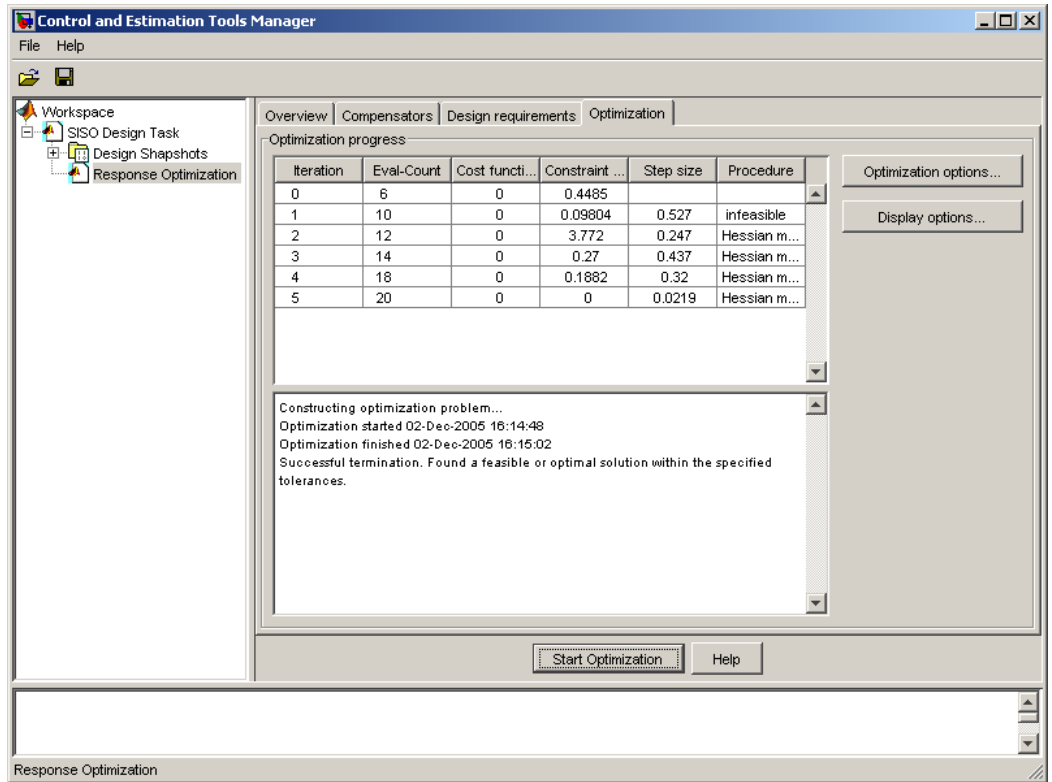 Control and Estimation Tools Manager
File Help
Workspace
SISO Design Task
Design Shapshots
Response Optimization
Overview Compensators Design requirements Optimization
Optimization progress
Iteration Eval-Count Cost functi... Constraint ... Step size Procedure
0 6 0 0.4485
1 10 0 0.09804 0.527 infeasible
2 12 0 3.772 0.247 Hessian m...
3 14 0 0.27 0.437 Hessian m...
4 18 0 0.1882 0.32 Hessian m...
5 20 0 0 0.0219 Hessian m...
Optimization options...
Display options...
Constructing optimization problem...
Optimization started 02-Dec-2005 16:14:48
Optimization finished 02-Dec-2005 16:15:02
Successful termination. Found a feasible or optimal solution within the specified
tolerances.
Start Optimization Help
Response Optimization